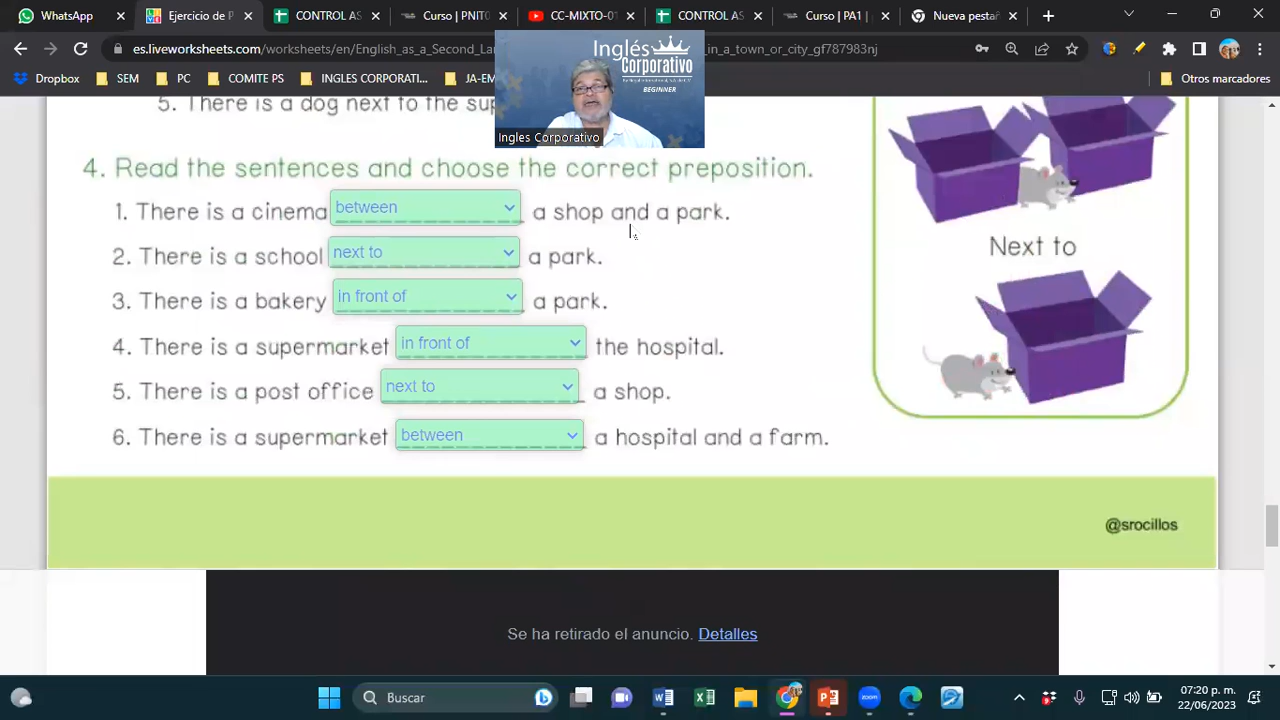 WhatsApp
Ejercicio de P
CONTROL AS
Curso | PNIT
CC-MIXTO-01
CONTROL AS
Curso | PA1 |
Nueva pestañ
es.liveworksheets.com/worksheets/en/English_as_a_Second_La
_in_a_town_or_city_gf787983nj
Dropbox
SEM
PC
COMITE PS
INGLES CORPORATI...
JA-EM
Otros marcadores
Inglés
Corporativo
BEGINNER
Ingles Corporativo
5. There is a dog next to the sup
4. Read the sentences and choose the correct preposition.
1. There is a cinema between a shop and a park.
2. There is a school next to a park.
3. There is a bakery in front of a park.
4. There is a supermarket in front of the hospital.
5. There is a post office next to a shop.
6. There is a supermarket between a hospital and a farm.
Next to
@srocillos
Se ha retirado el anuncio. Detalles
Buscar
07:20 p. m.
22/06/2023